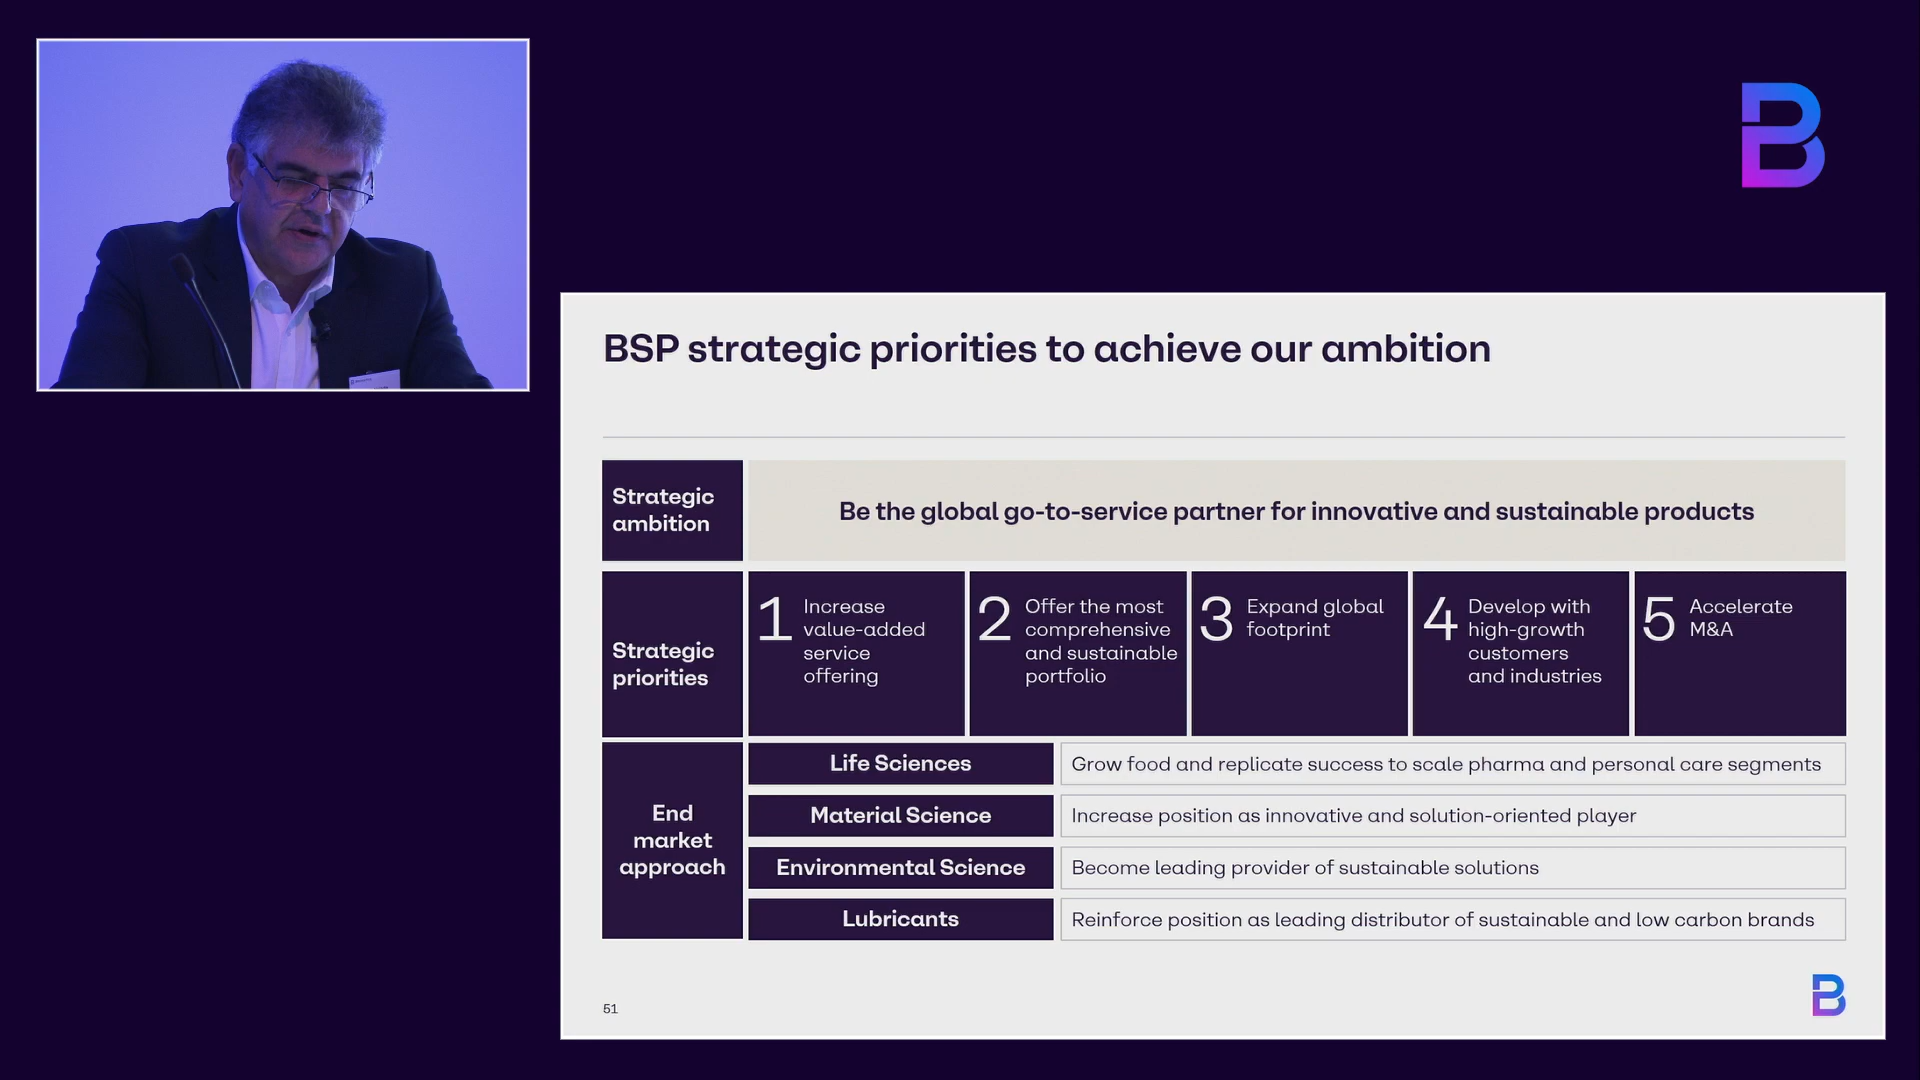 BSP strategic priorities to achieve our ambition
Strategic
ambition
Be the global go-to-service partner for innovative and sustainable products
Strategic
priorities
1 Increase
value-added
service
offering
2 Offer the most
comprehensive
and sustainable
portfolio
3 Expand global
footprint
4 Develop with
high-growth
customers
and industries
5 Accelerate
M&A
End
market
approach
Life Sciences
Grow food and replicate success to scale pharma and personal care segments
Material Science
Increase position as innovative and solution-oriented player
Environmental Science
Become leading provider of sustainable solutions
Lubricants
Reinforce position as leading distributor of sustainable and low carbon brands
51